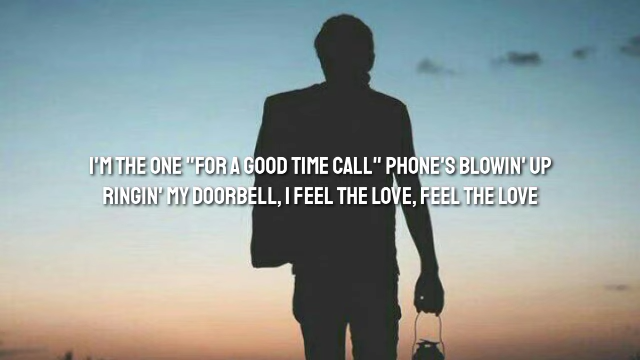 I'M THE ONE "FOR A GOOD TIME CALL" PHONE'S BLOWIN' UP
RINGIN' MY DOORBELL, I FEEL THE LOVE, FEEL THE LOVE